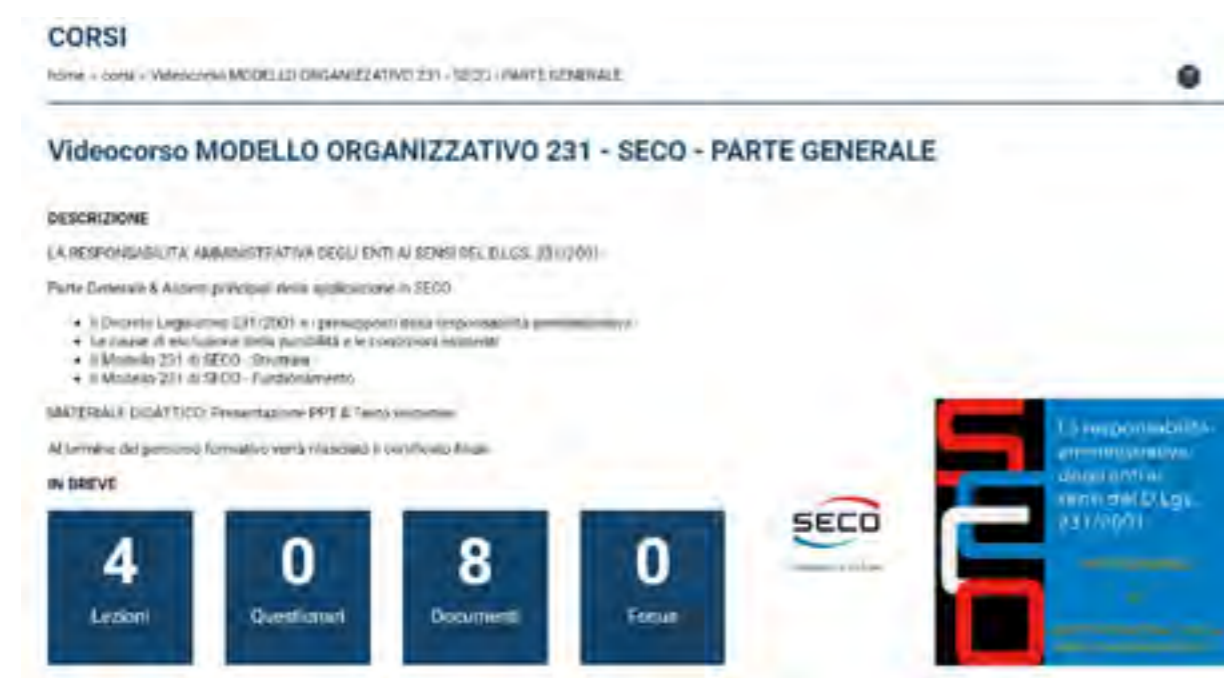 CORSI
home » corsi » Videocorso MODELLO ORGANIZZATIVO 231 - SECO - PARTE GENERALE
Videocorso MODELLO ORGANIZZATIVO 231 - SECO - PARTE GENERALE
DESCRIZIONE
LA RESPONSABILITA' AMMINISTRATIVA DEGLI ENTI AI SENSI DEL D.LGS. 231/2001
Parte Generale & Aspetti principali della applicazione in SECO
Il Decreto Legislativo 231/2001 e i presupposti della responsabilità amministrativa
Le cause di esclusione della punibilità e le condizioni esimenti
Il Modello 231 di SECO - Struttura
Il Modello 231 di SECO - Funzionamento
MATERIALE DIDATTICO: Presentazione PPT & Testo
Al termine del percorso formativo verrà rilasciato il certificato finale
IN BREVE
4
Lezioni
0
Questionari
8
Documenti
0
Focus
SECO
SECO
La responsabilità
amministrativa
degli enti ai
sensi del D.Lgs.
231/2001